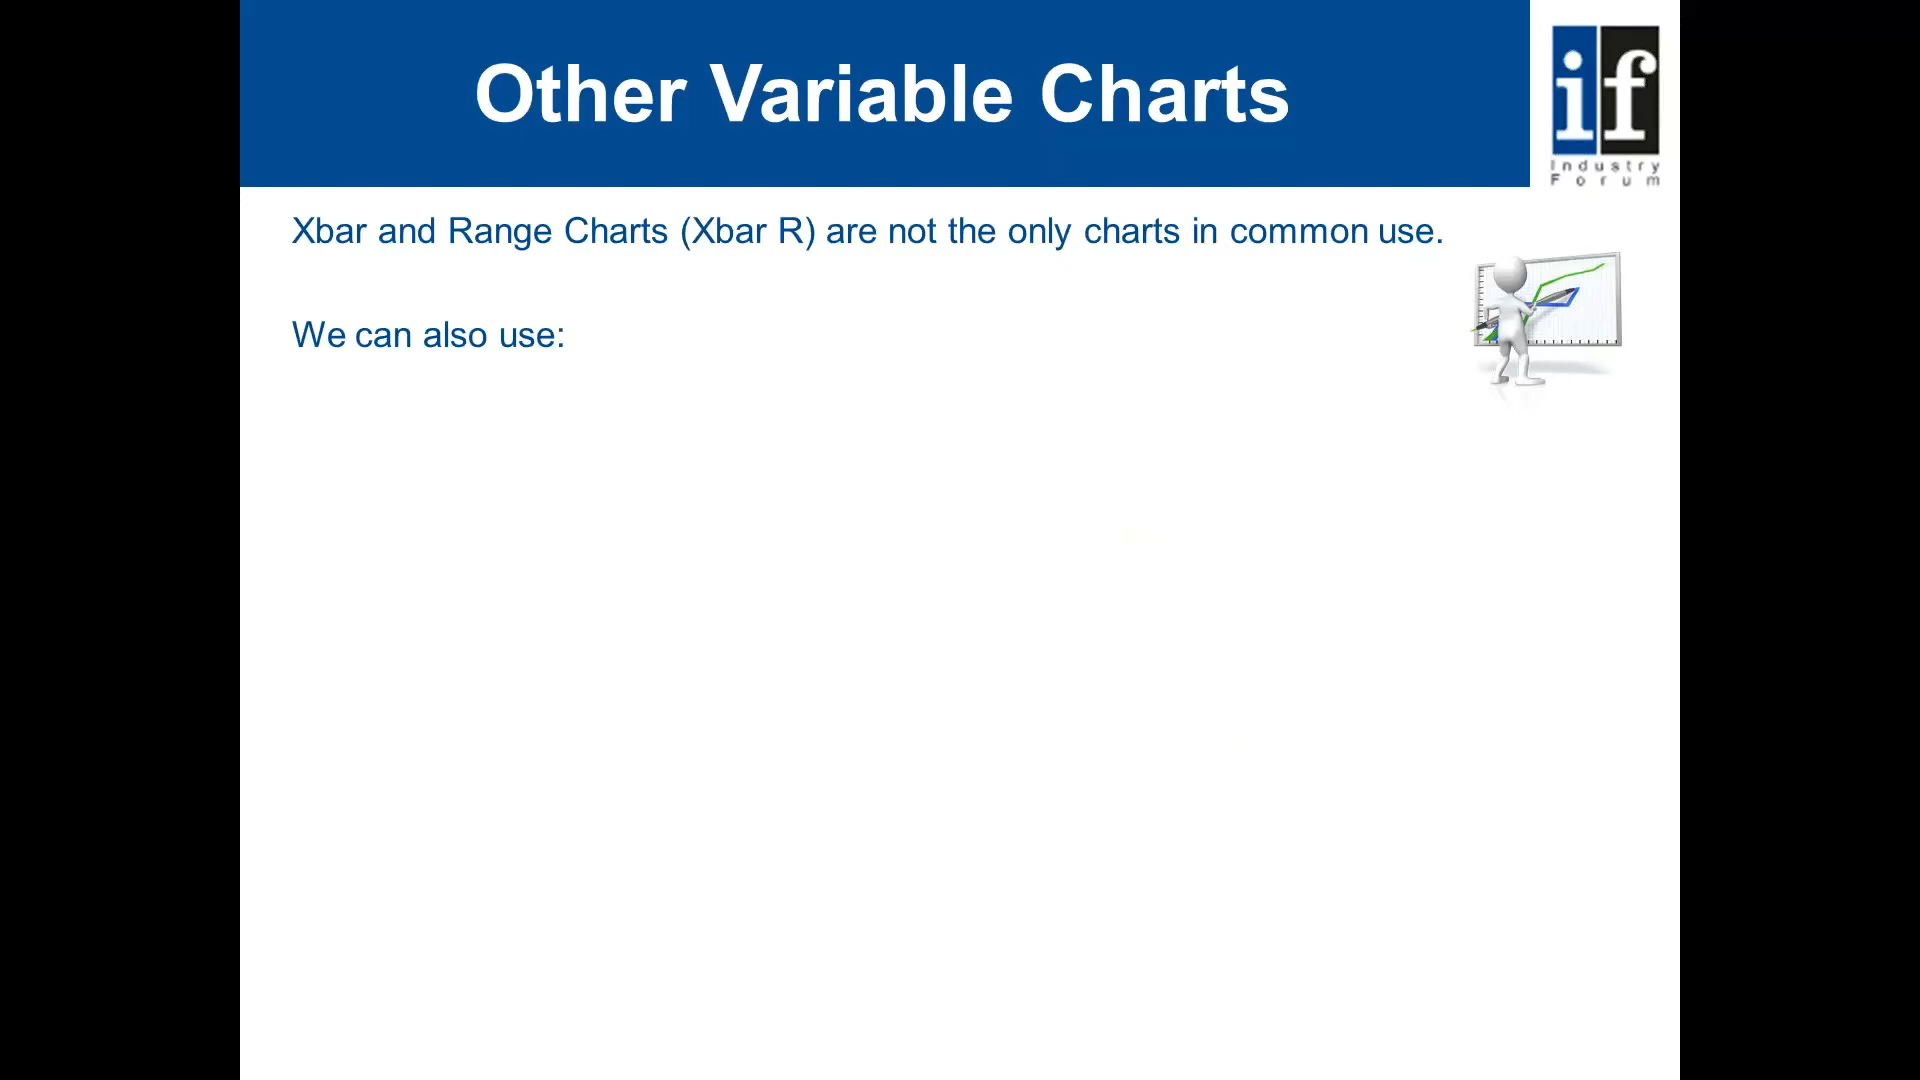 Other Variable Charts
if
Industry
Forum
Xbar and Range Charts (Xbar R) are not the only charts in common use.
We can also use: